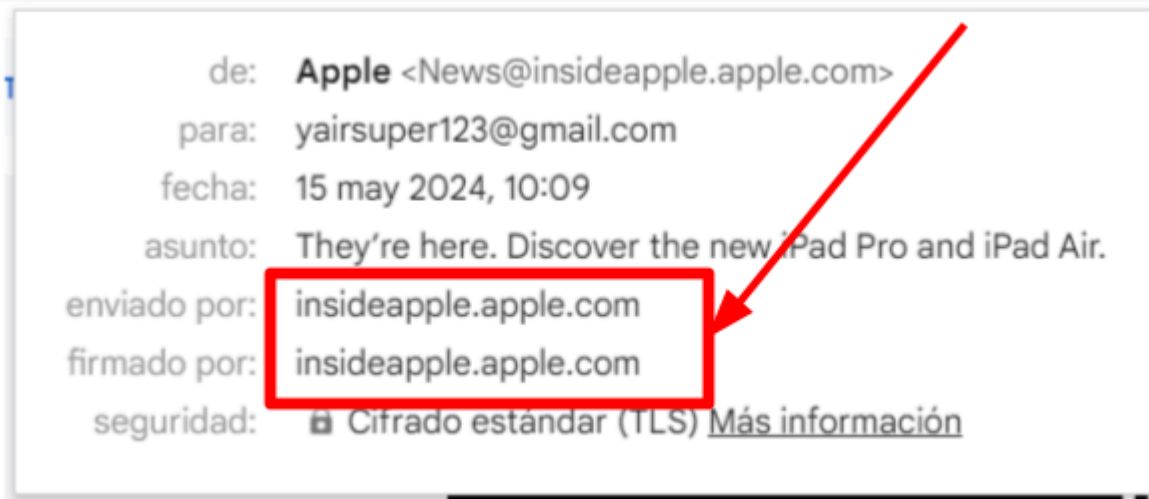 de: Apple <News@insideapple.apple.com>
para: yairsuper123@gmail.com
fecha: 15 may 2024, 10:09
asunto: They're here. Discover the new iPad Pro and iPad Air.
enviado por: insideapple.apple.com
firmado por: insideapple.apple.com
seguridad: Cifrado estándar (TLS) Más información